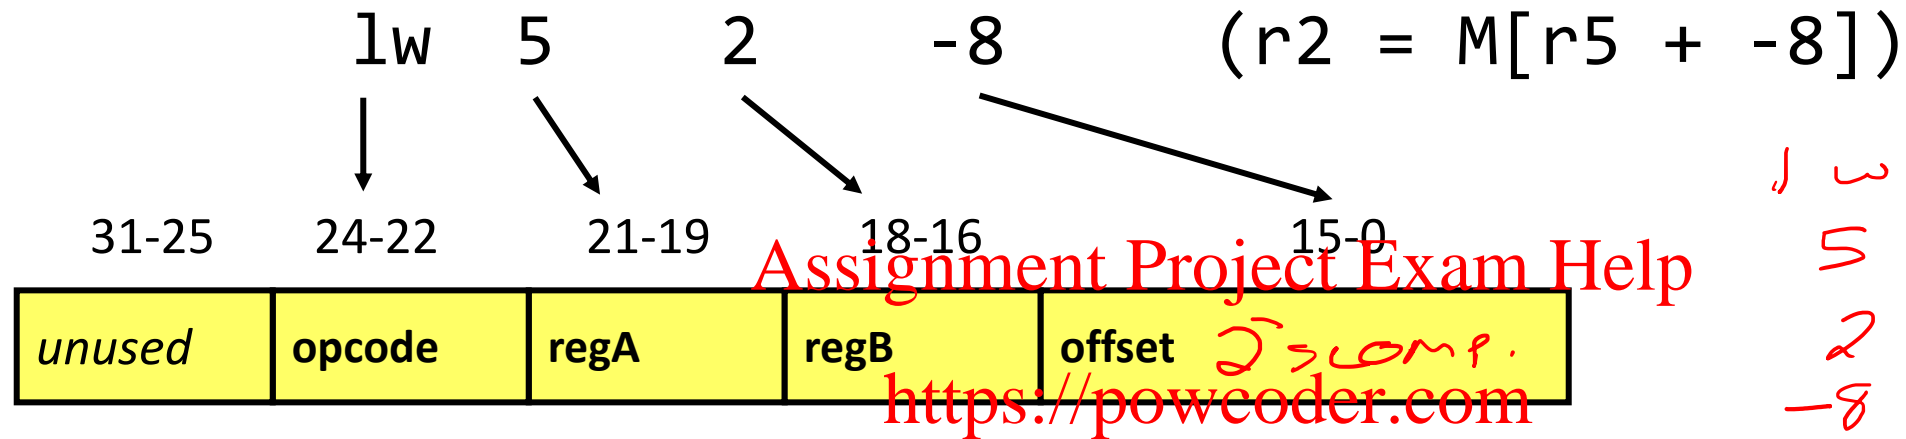 lw 5 2 -8 (r2 = M[r5 + -8])
lw
31-25 24-22 21-19 18-16 15-0
5
Assignment Project Exam Help
unused opcode regA regB offset 2's comp.
2
https://powcoder.com
-8